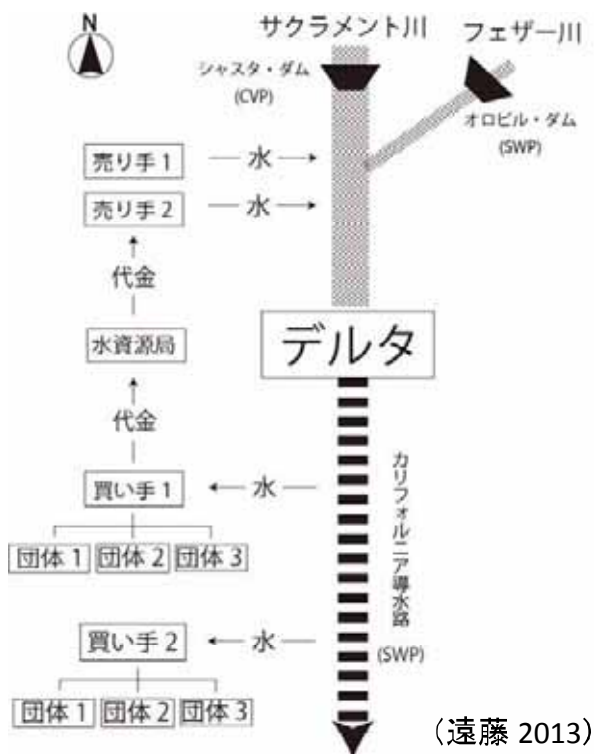 N
サクラメント川
フェザー川
シャスタ・ダム
(CVP)
オロビル・ダム
(SWP)
売り手 1
水
売り手 2
水
代金
水資源局
デルタ
代金
買い手 1
水
団体 1
団体 2
団体 3
カリフォルニア導水路
(SWP)
買い手 2
水
団体 1
団体 2
団体 3
（遠藤 2013）